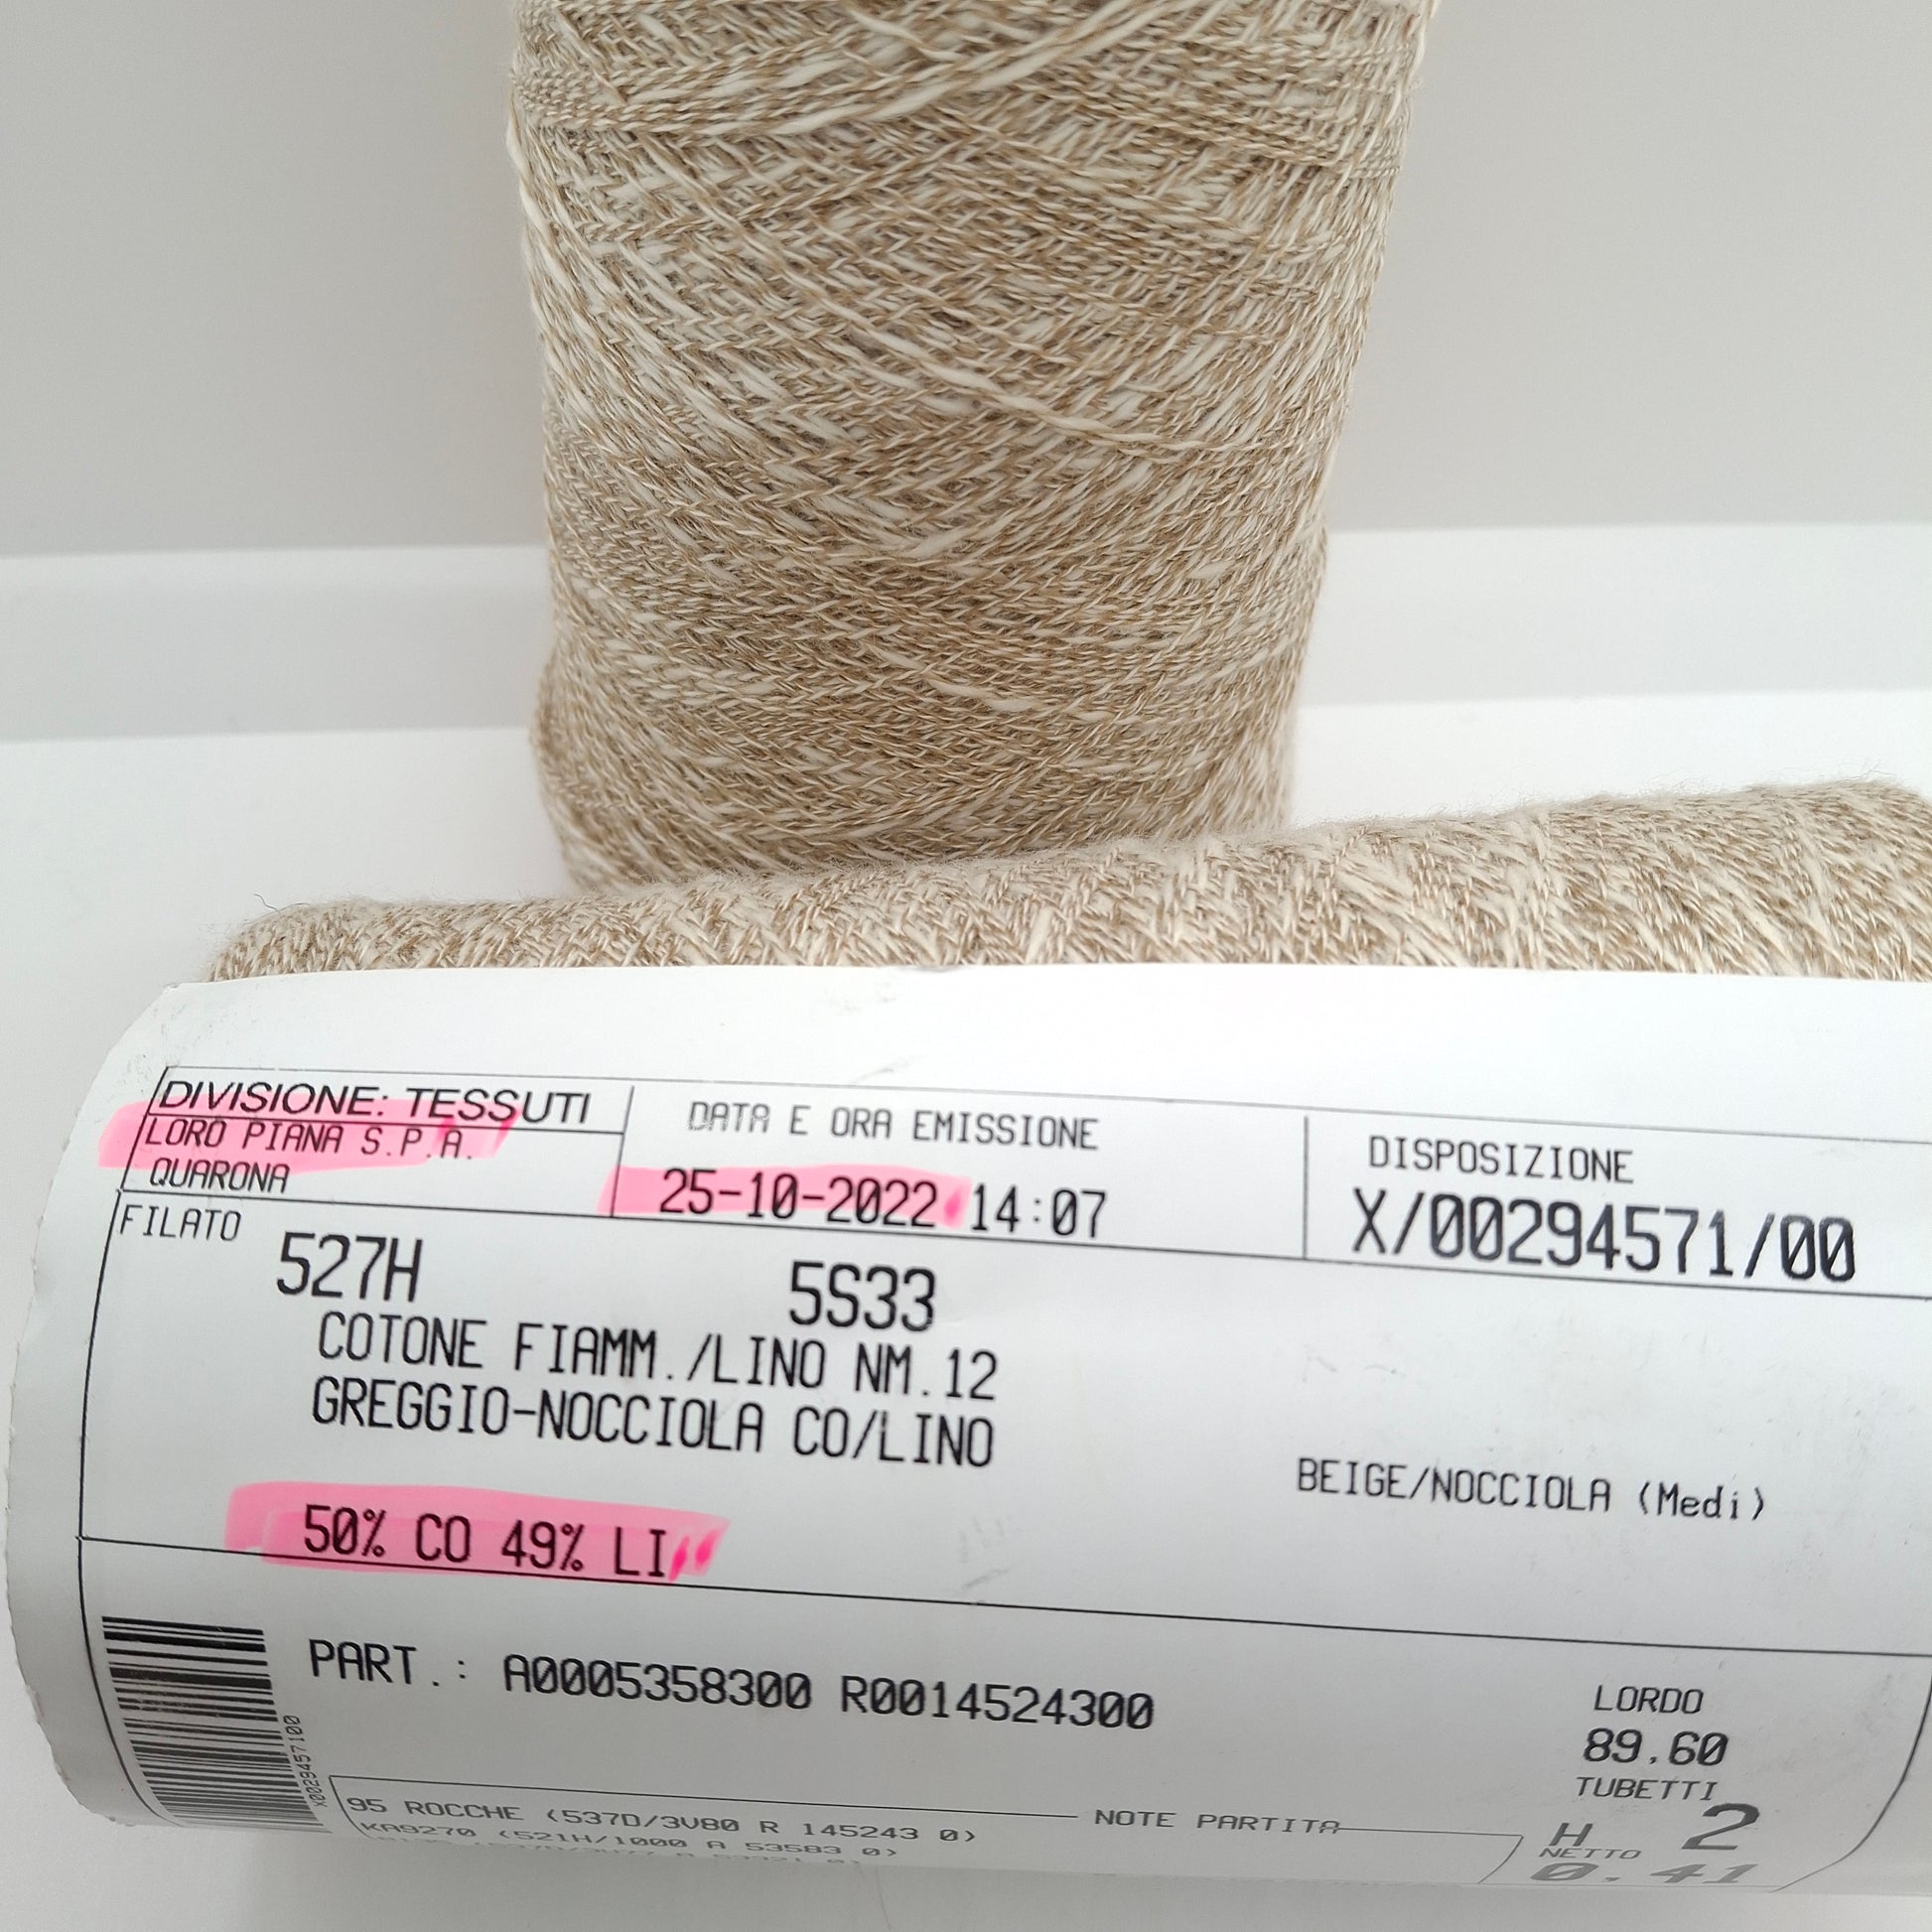 DIVISIONE: TESSUTI
LORO PIANA S.P.A.
QUARONA
DATA E ORA EMISSIONE
25-10-2022 14:07
DISPOSIZIONE
X/00294571/00
FILATO
527H 5S33
COTONE FIAMM./LINO NM.12
GREGGIO-NOCCIOLA CO/LINO
BEIGE/NOCCIOLA (Medi)
50% CO 49% LI
X0029457100
PART.: A0005358300 R0014524300
LORDO
89.60
TUBETTI
H 2
NETTO
0.41
NOTE PARTITA
95 ROCCHE (537D/3V80 R 145243 0)
KA9270 (521H/1000 A 53583 0)